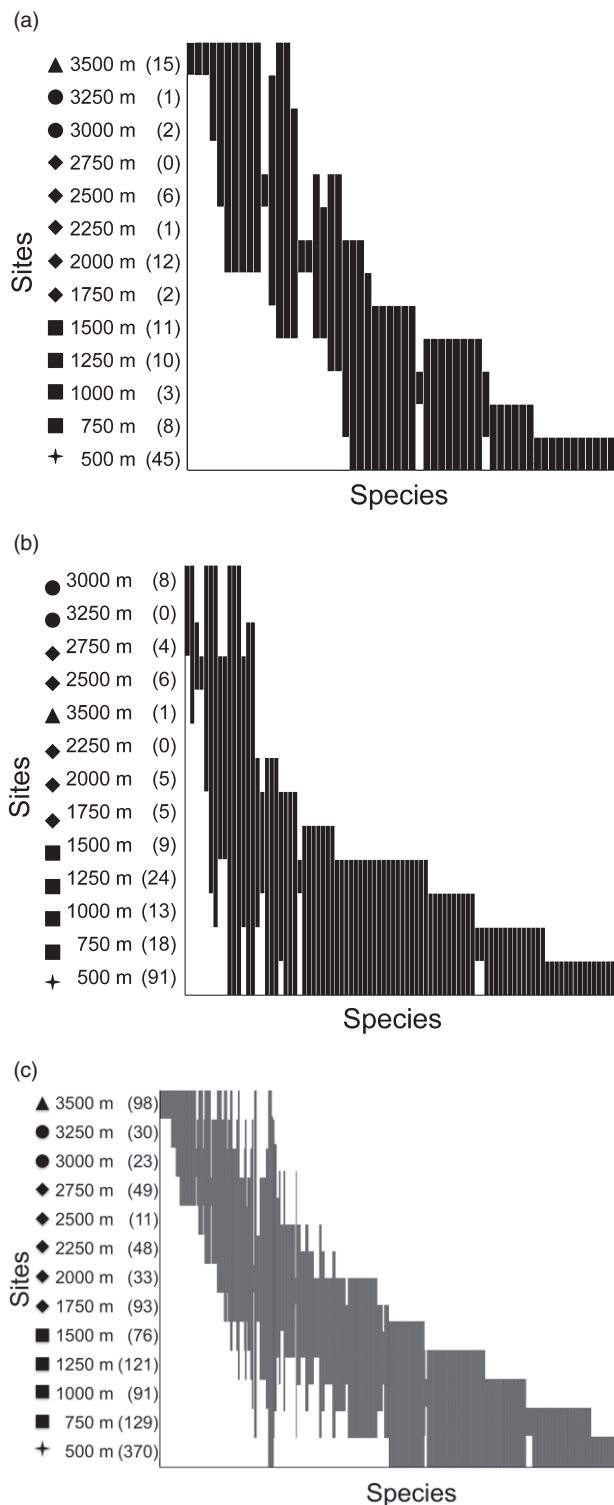 (a)
3500 m (15)
3250 m (1)
3000 m (2)
2750 m (0)
2500 m (6)
2250 m (1)
2000 m (12)
1750 m (2)
1500 m (11)
1250 m (10)
1000 m (3)
750 m (8)
500 m (45)
Sites
Species
(b)
3000 m (8)
3250 m (0)
2750 m (4)
2500 m (6)
3500 m (1)
2250 m (0)
2000 m (5)
1750 m (5)
1500 m (9)
1250 m (24)
1000 m (13)
750 m (18)
500 m (91)
Sites
Species
(c)
3500 m (98)
3250 m (30)
3000 m (23)
2750 m (49)
2500 m (11)
2250 m (48)
2000 m (33)
1750 m (93)
1500 m (76)
1250 m (121)
1000 m (91)
750 m (129)
500 m (370)
Sites
Species